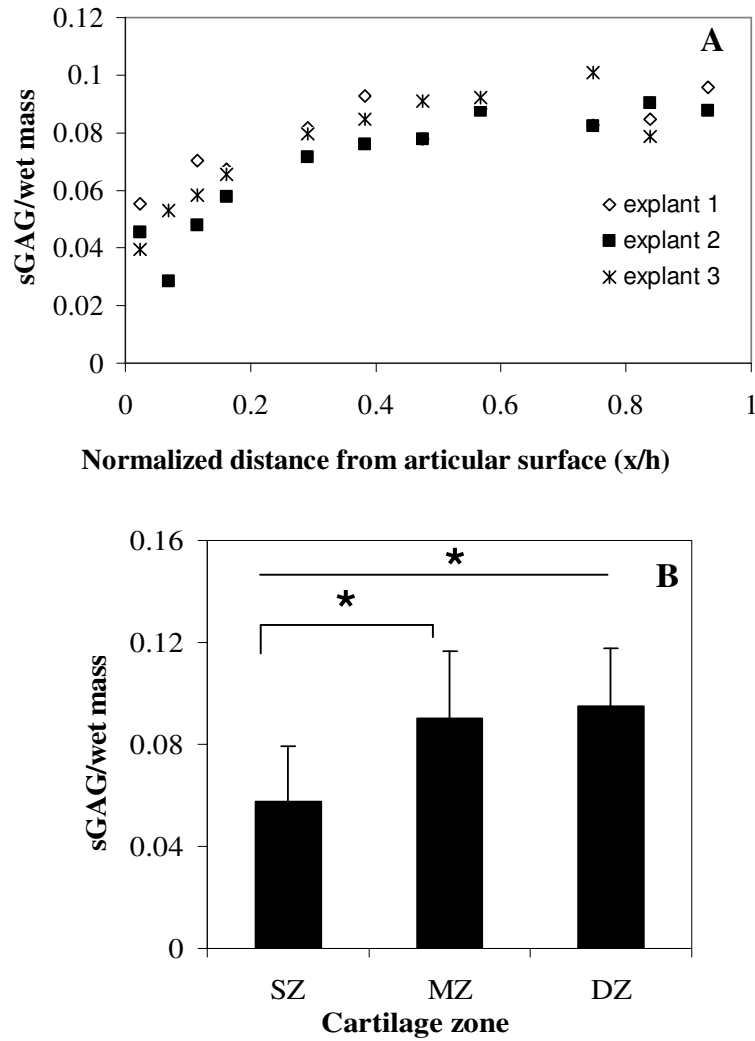 0.12
A
0.1
0.08
0.06
0.04
0.02
0
sGAG/wet mass
explant 1
explant 2
explant 3
0 0.2 0.4 0.6 0.8 1
Normalized distance from articular surface (x/h)
0.16
B
*
*
0.12
0.08
0.04
0
sGAG/wet mass
SZ MZ DZ
Cartilage zone